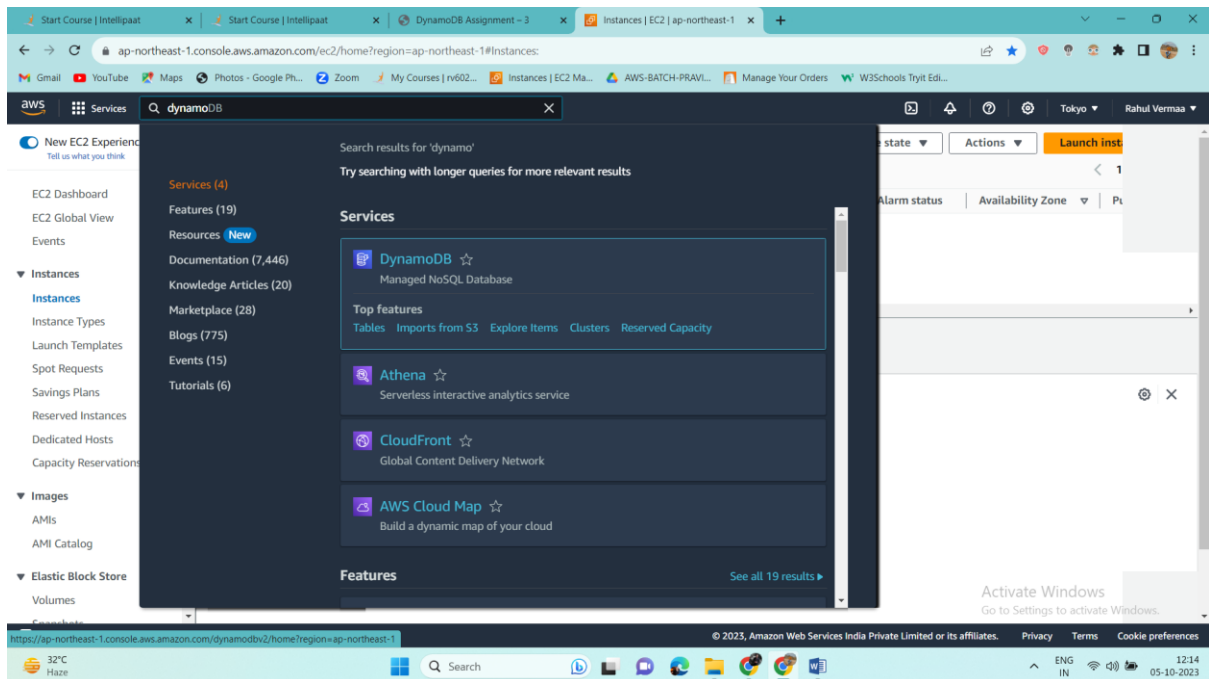 Start Course | Intellipaat
Start Course | Intellipaat
DynamoDB Assignment – 3
Instances | EC2 | ap-northeast-1
ap-northeast-1.console.aws.amazon.com/ec2/home?region=ap-northeast-1#Instances:
Gmail YouTube Maps Photos - Google Ph... Zoom My Courses | rv602... Instances | EC2 Ma... AWS-BATCH-PRAVI... Manage Your Orders W3Schools Tryit Edi...
aws Services dynamoDB Tokyo Rahul Vermaa
New EC2 Experienc
Tell us what you think
EC2 Dashboard
EC2 Global View
Events
Instances
Instances
Instance Types
Launch Templates
Spot Requests
Savings Plans
Reserved Instances
Dedicated Hosts
Capacity Reservations
Images
AMIs
AMI Catalog
Elastic Block Store
Volumes
Services (4)
Features (19)
Resources New
Documentation (7,446)
Knowledge Articles (20)
Marketplace (28)
Blogs (775)
Events (15)
Tutorials (6)
Search results for 'dynamo'
Try searching with longer queries for more relevant results
Services
DynamoDB
Managed NoSQL Database
Top features
Tables Imports from S3 Explore Items Clusters Reserved Capacity
Athena
Serverless interactive analytics service
CloudFront
Global Content Delivery Network
AWS Cloud Map
Build a dynamic map of your cloud
Features See all 19 results
state Actions Launch inst
1
Alarm status Availability Zone Pu
Activate Windows
Go to Settings to activate Windows.
https://ap-northeast-1.console.aws.amazon.com/dynamodbv2/home?region=ap-northeast-1
© 2023, Amazon Web Services India Private Limited or its affiliates. Privacy Terms Cookie preferences
32°C
Haze
Search
ENG
IN
12:14
05-10-2023